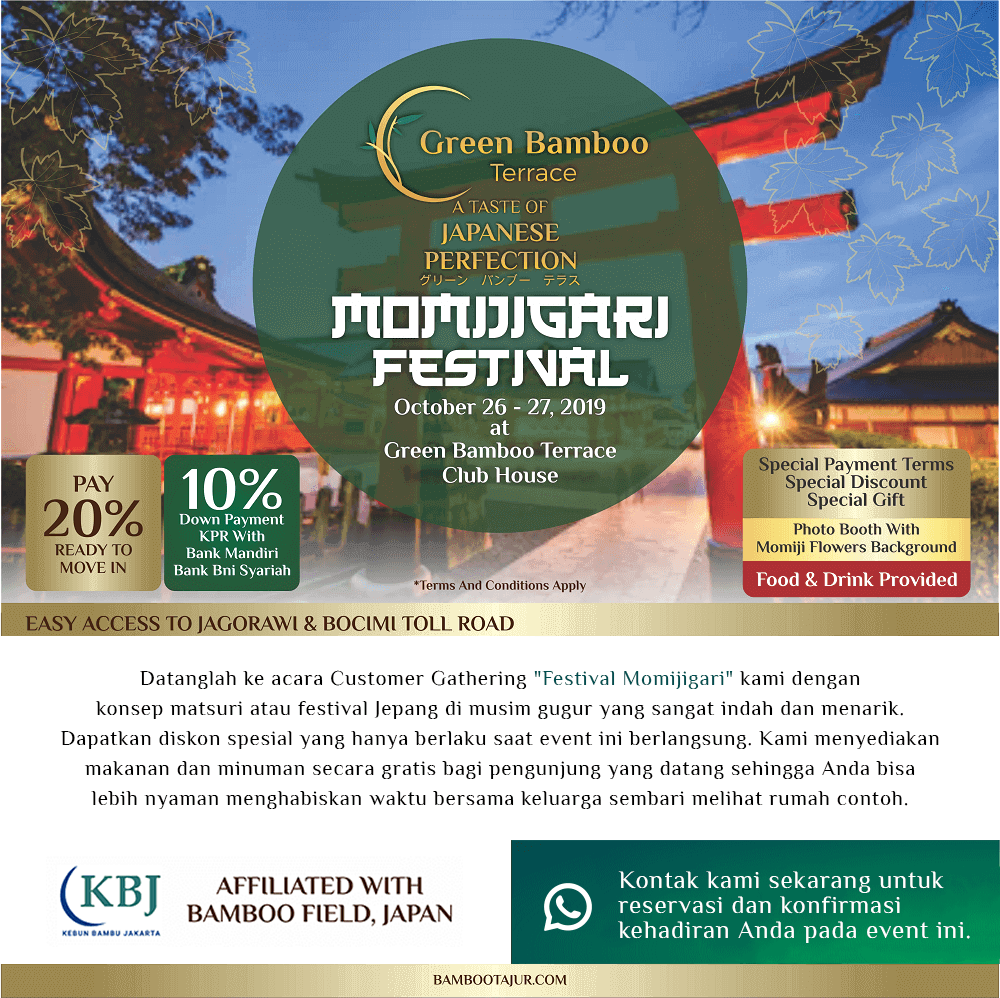 Green Bamboo
Terrace
A TASTE OF
JAPANESE
PERFECTION
グリーン バンブー テラス
MOMIJIGARI
FESTIVAL
October 26 - 27, 2019
at
Green Bamboo Terrace
Club House
PAY
20%
READY TO
MOVE IN
10%
Down Payment
KPR With
Bank Mandiri
Bank Bni Syariah
*Terms And Conditions Apply
Special Payment Terms
Special Discount
Special Gift
Photo Booth With
Momiji Flowers Background
Food & Drink Provided
EASY ACCESS TO JAGORAWI & BOCIMI TOLL ROAD
Datanglah ke acara Customer Gathering "Festival Momijigari" kami dengan
konsep matsuri atau festival Jepang di musim gugur yang sangat indah dan menarik.
Dapatkan diskon spesial yang hanya berlaku saat event ini berlangsung. Kami menyediakan
makanan dan minuman secara gratis bagi pengunjung yang datang sehingga Anda bisa
lebih nyaman menghabiskan waktu bersama keluarga sembari melihat rumah contoh.
KBJ
KEBUN BAMBU JAKARTA
AFFILIATED WITH
BAMBOO FIELD, JAPAN
Kontak kami sekarang untuk
reservasi dan konfirmasi
kehadiran Anda pada event ini.
BAMBOOTAJUR.COM